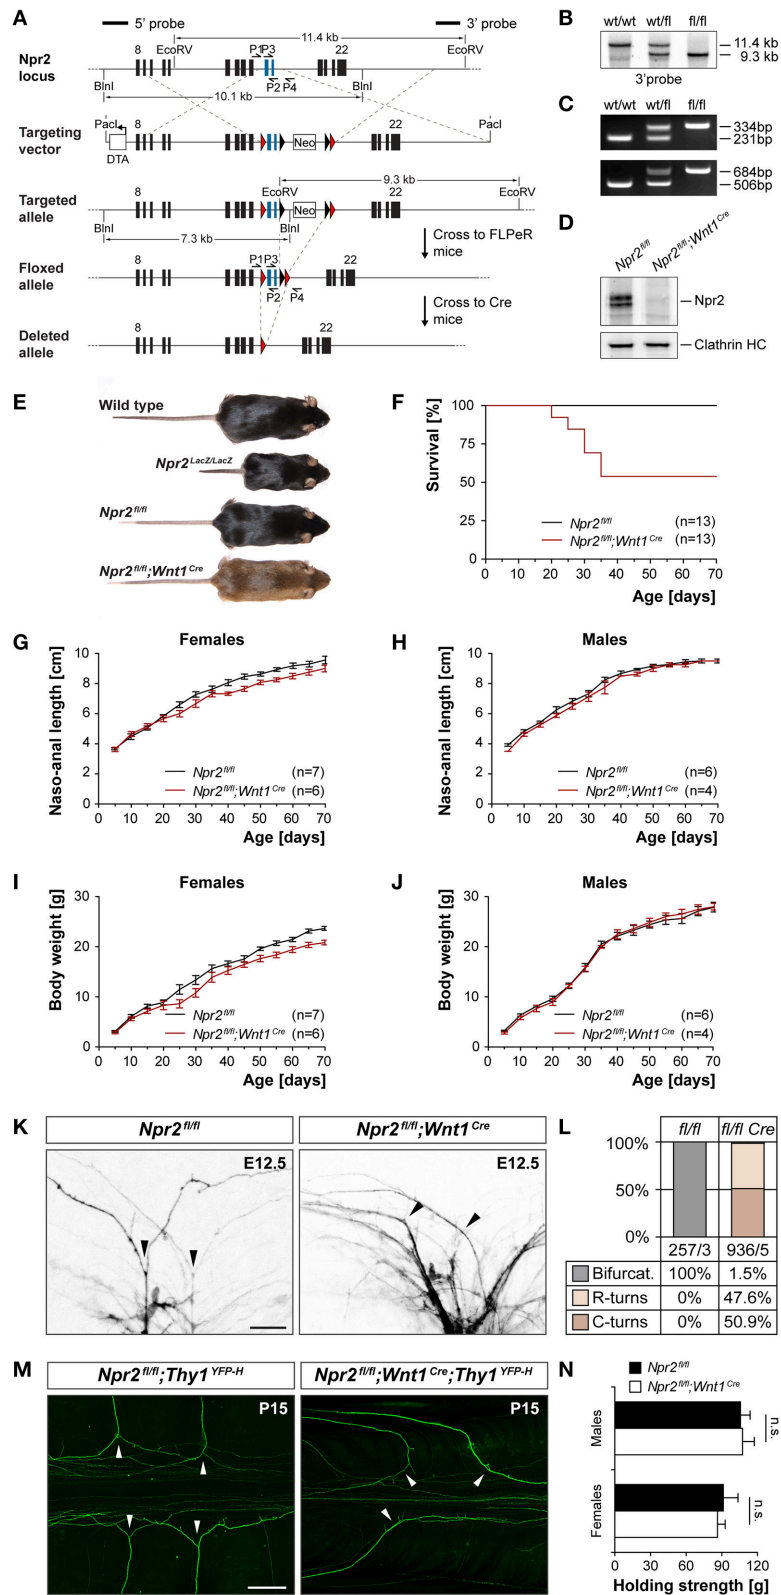 A
5' probe
3' probe
11.4 kb
Npr2
locus
8
EcoRV
P1
P3
22
EcoRV
P2
P4
BlnI
BlnI
10.1 kb
Targeting
vector
PacI
8
22
PacI
DTA
Neo
9.3 kb
Targeted
allele
8
EcoRV
22
EcoRV
Neo
BlnI
BlnI
7.3 kb
Cross to FLPeR
mice
Floxed
allele
8
P1
P3
22
P2
P4
Cross to Cre
mice
Deleted
allele
8
22
B
wt/wt wt/fl fl/fl
11.4 kb
9.3 kb
3'probe
C
wt/wt wt/fl fl/fl
334bp
231bp
684bp
506bp
D
Npr2fl/fl
Npr2fl/fl;Wnt1Cre
Npr2
Clathrin HC
E
Wild type
Npr2LacZ/LacZ
Npr2fl/fl
Npr2fl/fl;Wnt1Cre
F
Survival [%]
100
75
50
25
0
Npr2fl/fl (n=13)
Npr2fl/fl;Wnt1Cre (n=13)
0 10 20 30 40 50 60 70
Age [days]
G
Females
Naso-anal length [cm]
10
8
6
4
2
0
Npr2fl/fl (n=7)
Npr2fl/fl;Wnt1Cre (n=6)
0 10 20 30 40 50 60 70
Age [days]
H
Males
Naso-anal length [cm]
10
8
6
4
2
0
Npr2fl/fl (n=6)
Npr2fl/fl;Wnt1Cre (n=4)
0 10 20 30 40 50 60 70
Age [days]
I
Females
Body weight [g]
30
20
10
0
Npr2fl/fl (n=7)
Npr2fl/fl;Wnt1Cre (n=6)
0 10 20 30 40 50 60 70
Age [days]
J
Males
Body weight [g]
30
20
10
0
Npr2fl/fl (n=6)
Npr2fl/fl;Wnt1Cre (n=4)
0 10 20 30 40 50 60 70
Age [days]
K
Npr2fl/fl
Npr2fl/fl;Wnt1Cre
E12.5
E12.5
L
fl/fl fl/fl Cre
100%
50%
0%
257/3 936/5
Bifurcat. 100% 1.5%
R-turns 0% 47.6%
C-turns 0% 50.9%
M
Npr2fl/fl;Thy1YFP-H
Npr2fl/fl;Wnt1Cre;Thy1YFP-H
P15
P15
N
Npr2fl/fl
Npr2fl/fl;Wnt1Cre
Males
n.s.
Females
n.s.
0 30 60 90 120
Holding strength [g]